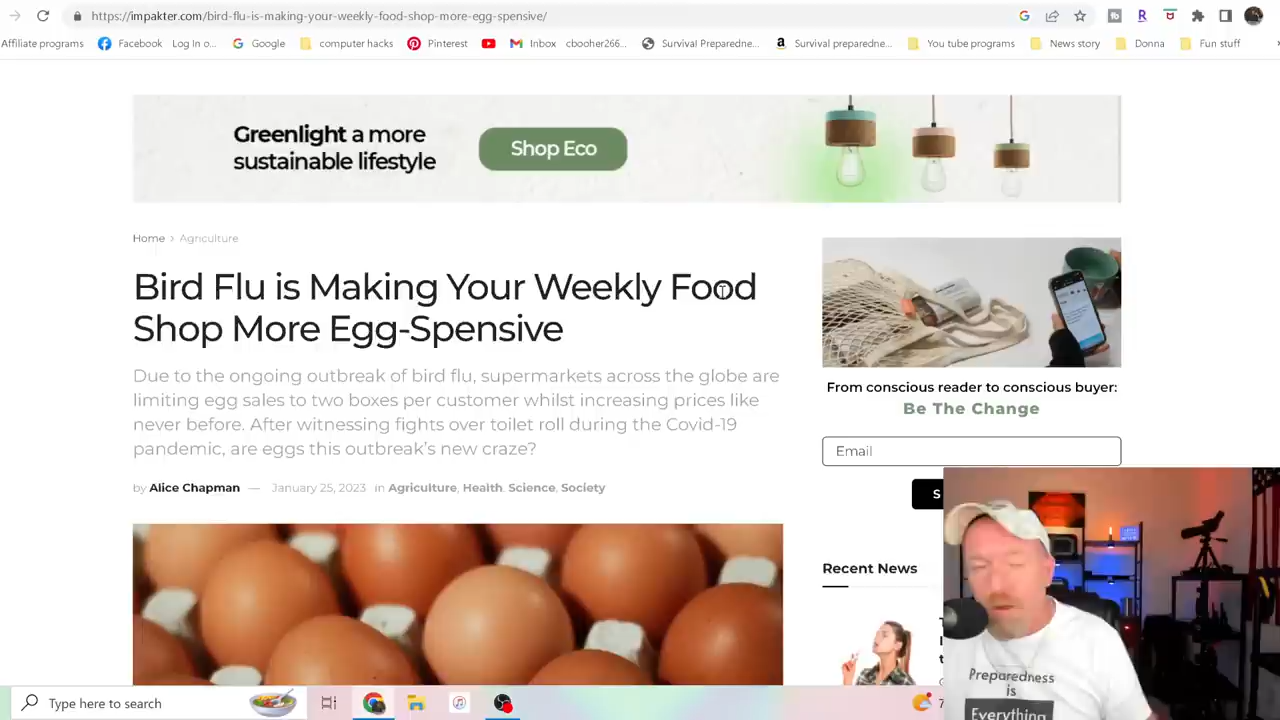 https://impakter.com/bird-flu-is-making-your-weekly-food-shop-more-egg-spensive/
Affiliate programs
Facebook
Log In o...
Google
computer hacks
Pinterest
Inbox
cbooher266...
Survival Preparedne...
Survival preparedne...
You tube programs
News story
Donna
Fun stuff
Greenlight a more
sustainable lifestyle
Shop Eco
Home > Agriculture
Bird Flu is Making Your Weekly Food
Shop More Egg-Spensive
Due to the ongoing outbreak of bird flu, supermarkets across the globe are
limiting egg sales to two boxes per customer whilst increasing prices like
never before. After witnessing fights over toilet roll during the Covid-19
pandemic, are eggs this outbreak's new craze?
by Alice Chapman — January 25, 2023 in Agriculture, Health, Science, Society
From conscious reader to conscious buyer:
Be The Change
Email
S
Recent News
Preparedness
is
Everything
Type here to search